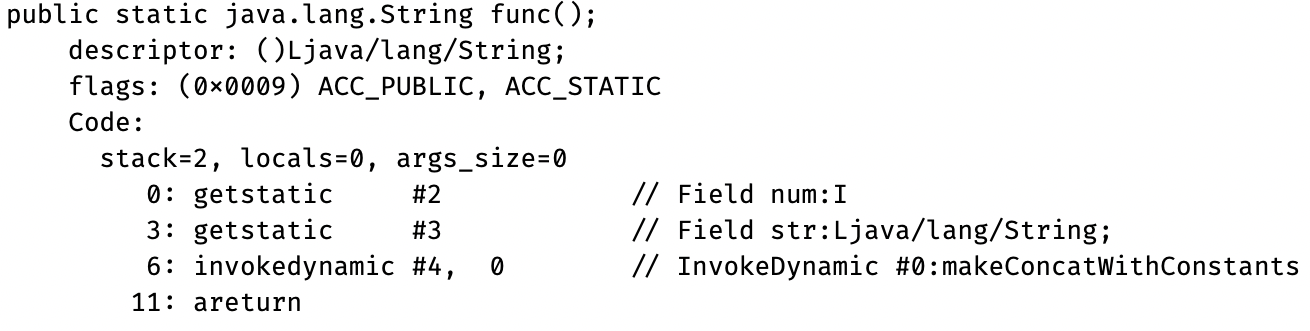 public static java.lang.String func();
descriptor: ()Ljava/lang/String;
flags: (0x0009) ACC_PUBLIC, ACC_STATIC
Code:
stack=2, locals=0, args_size=0
0: getstatic #2 // Field num:I
3: getstatic #3 // Field str:Ljava/lang/String;
6: invokedynamic #4, 0 // InvokeDynamic #0:makeConcatWithConstants
11: areturn